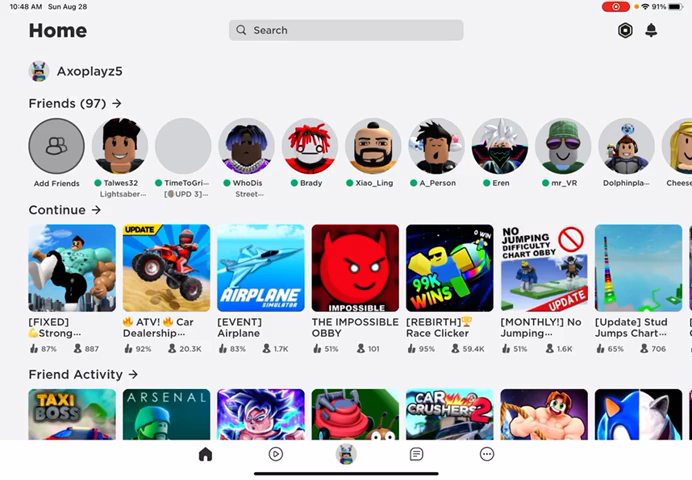 10:48 AM Sun Aug 28
91%
Home
Search
Axoplayz5
Friends (97) →
Add Friends
Talwes32
Lightsaber···
TimeToGri···
UPD 3]···
WhoDis
Street···
Brady
Xiao_Ling
A_Person
Eren
mr_VR
Dolphinpla···
Cheese
Continue →
UPDATE
AIRPLANE
SIMULATOR
IMPOSSIBLE
0 WIN
99K
WINS
NO
JUMPING
DIFFICULTY
CHART OBBY
UPDATE
[FIXED]
💪Strong···
87% 887
🔥 ATV! 🔥 Car
Dealership···
92% 20.3K
[EVENT]
Airplane
83% 1.7K
THE IMPOSSIBLE
OBBY
51% 101
[REBIRTH]🏆
Race Clicker
95% 59.4K
[MONTHLY!] No
Jumping···
51% 1.6K
[Update] Stud
Jumps Chart···
65% 706
Friend Activity →
TAXI
BOSS
ARSENAL
CAR
CRUSHERS 2